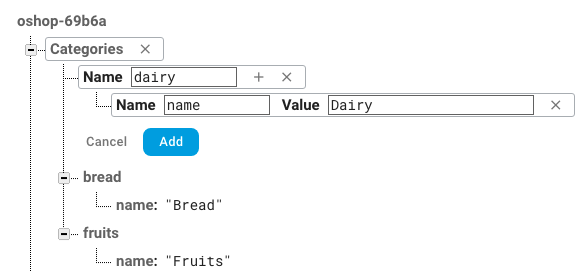 oshop-69b6a
Categories ×
Name dairy + ×
Name name Value Dairy ×
Cancel Add
bread
name: "Bread"
fruits
name: "Fruits"